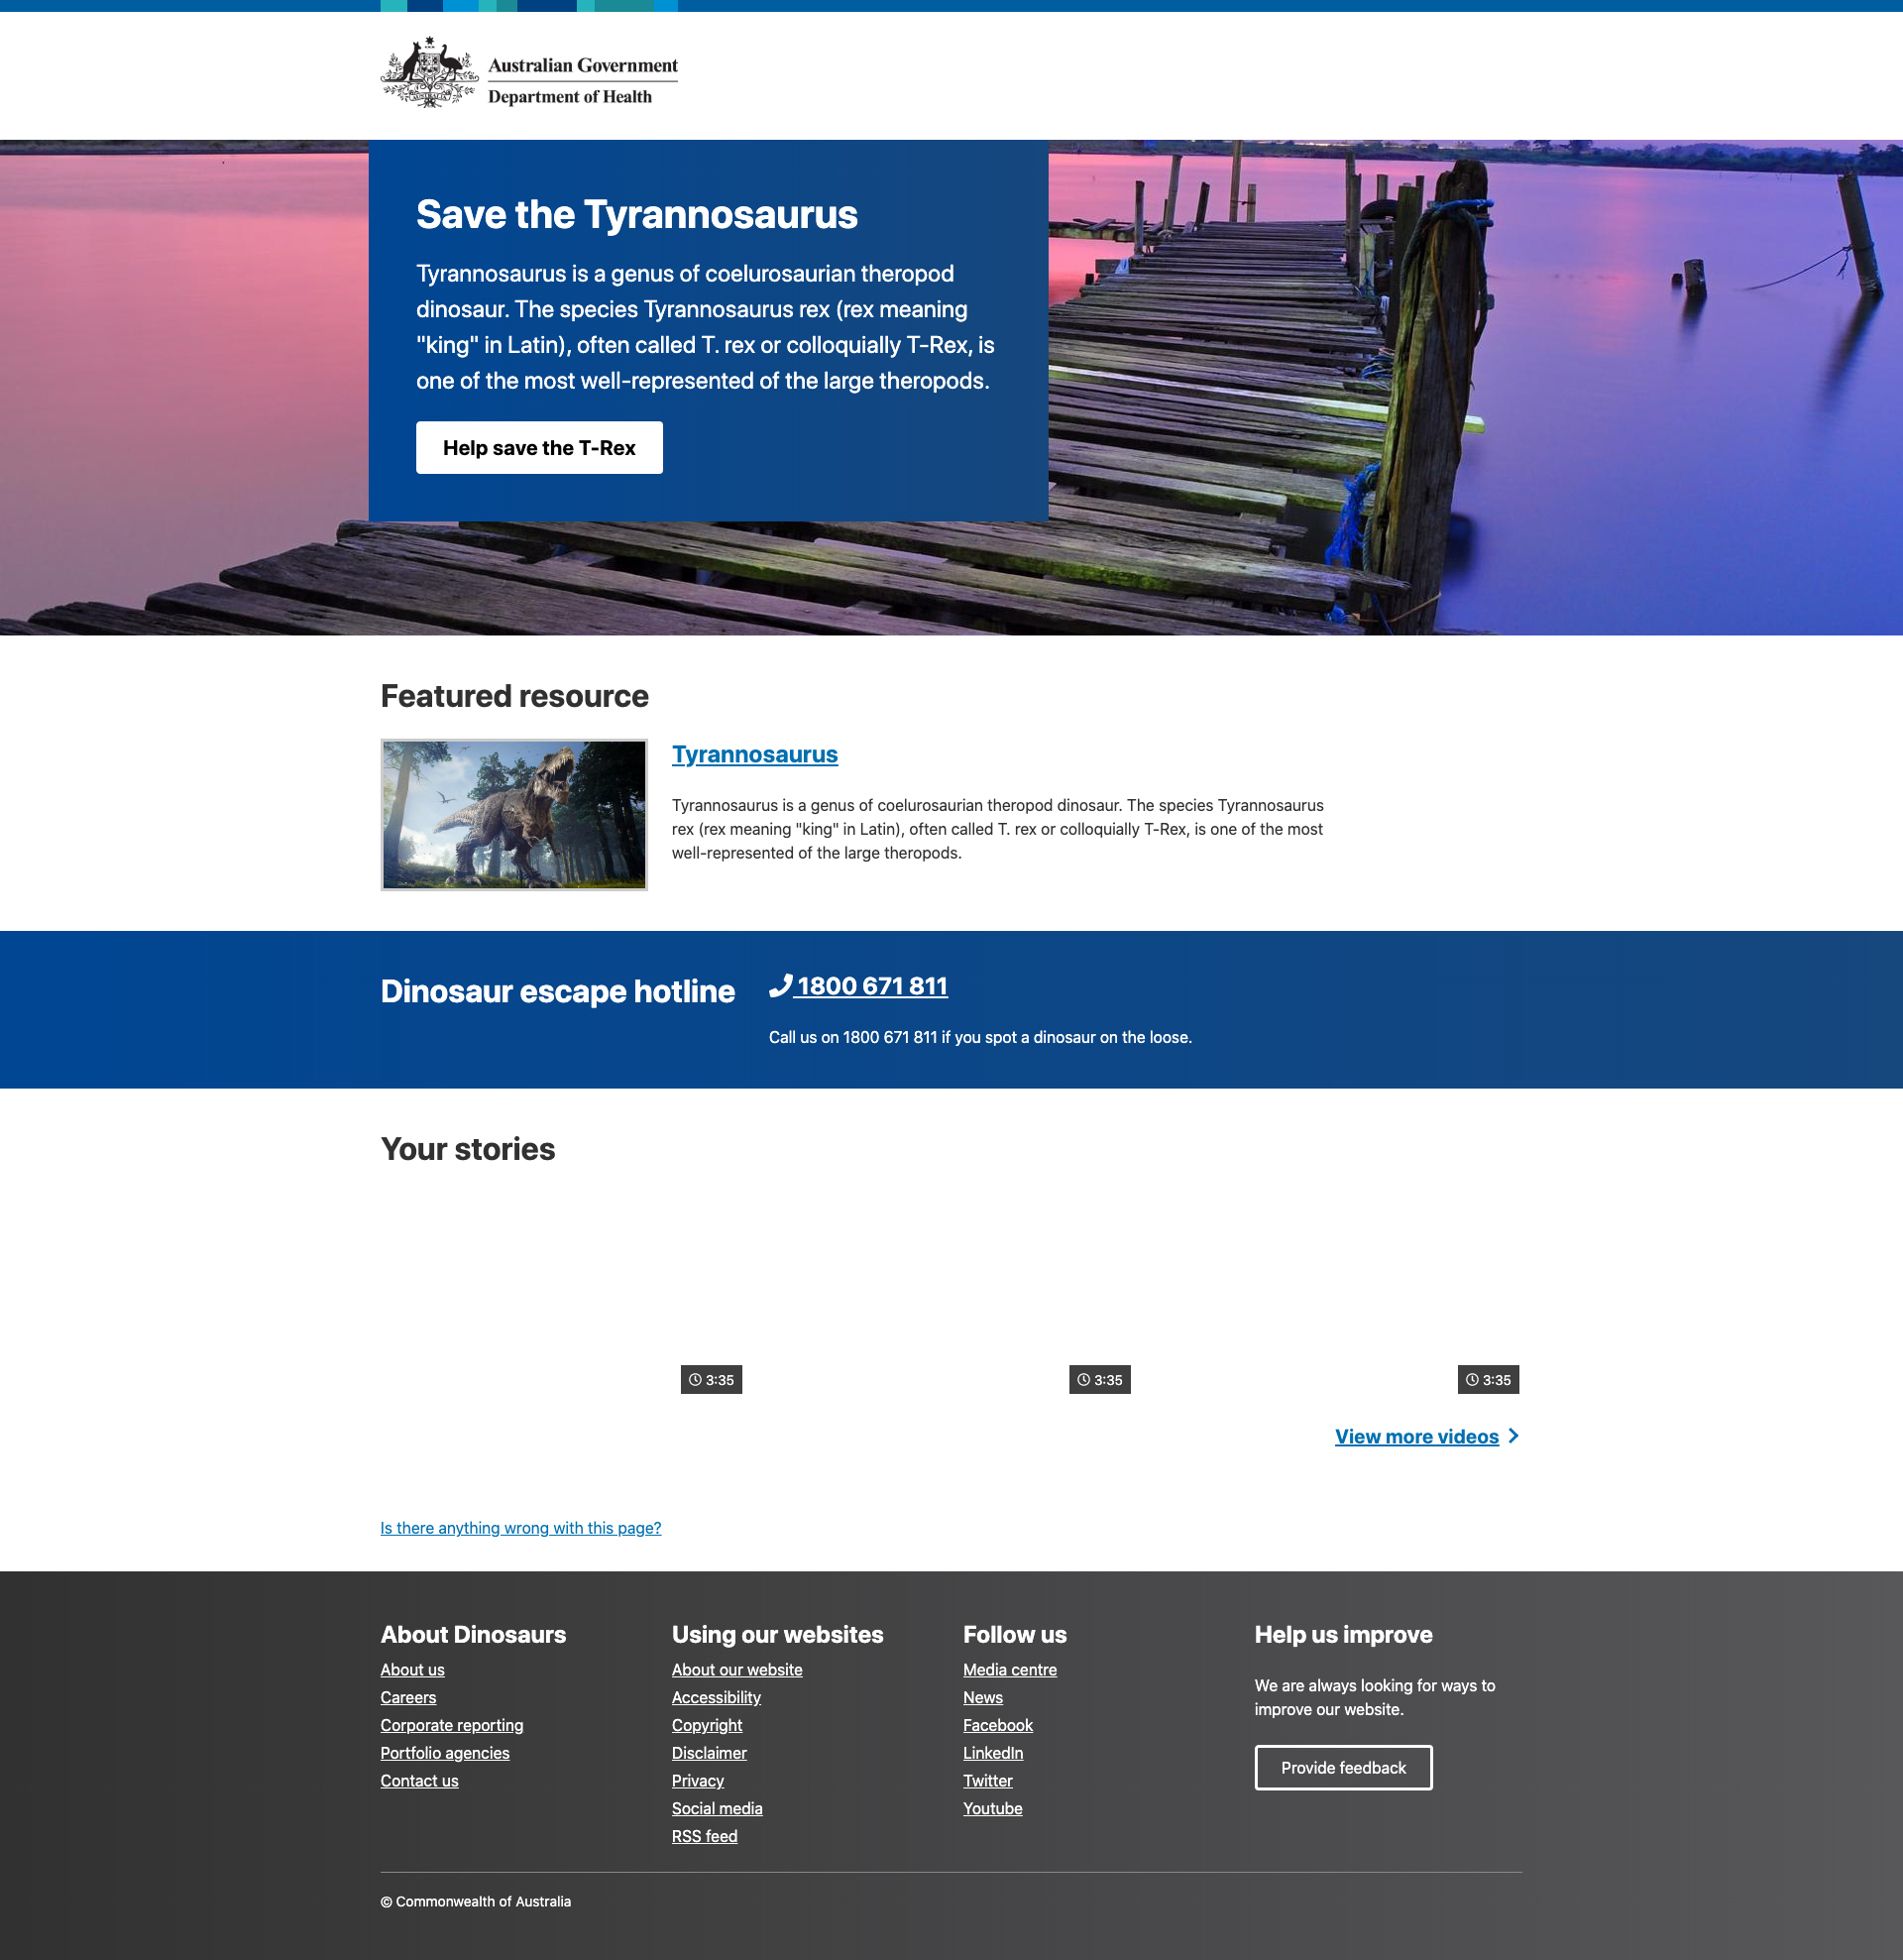 Australian Government
Department of Health
Save the Tyrannosaurus
Tyrannosaurus is a genus of coelurosaurian theropod
dinosaur. The species Tyrannosaurus rex (rex meaning
"king" in Latin), often called T. rex or colloquially T-Rex, is
one of the most well-represented of the large theropods.
Help save the T-Rex
Featured resource
Tyrannosaurus
Tyrannosaurus is a genus of coelurosaurian theropod dinosaur. The species Tyrannosaurus
rex (rex meaning "king" in Latin), often called T. rex or colloquially T-Rex, is one of the most
well-represented of the large theropods.
Dinosaur escape hotline
1800 671 811
Call us on 1800 671 811 if you spot a dinosaur on the loose.
Your stories
3:35
3:35
3:35
View more videos
Is there anything wrong with this page?
About Dinosaurs
About us
Careers
Corporate reporting
Portfolio agencies
Contact us
Using our websites
About our website
Accessibility
Copyright
Disclaimer
Privacy
Social media
RSS feed
Follow us
Media centre
News
Facebook
LinkedIn
Twitter
Youtube
Help us improve
We are always looking for ways to
improve our website.
Provide feedback
© Commonwealth of Australia